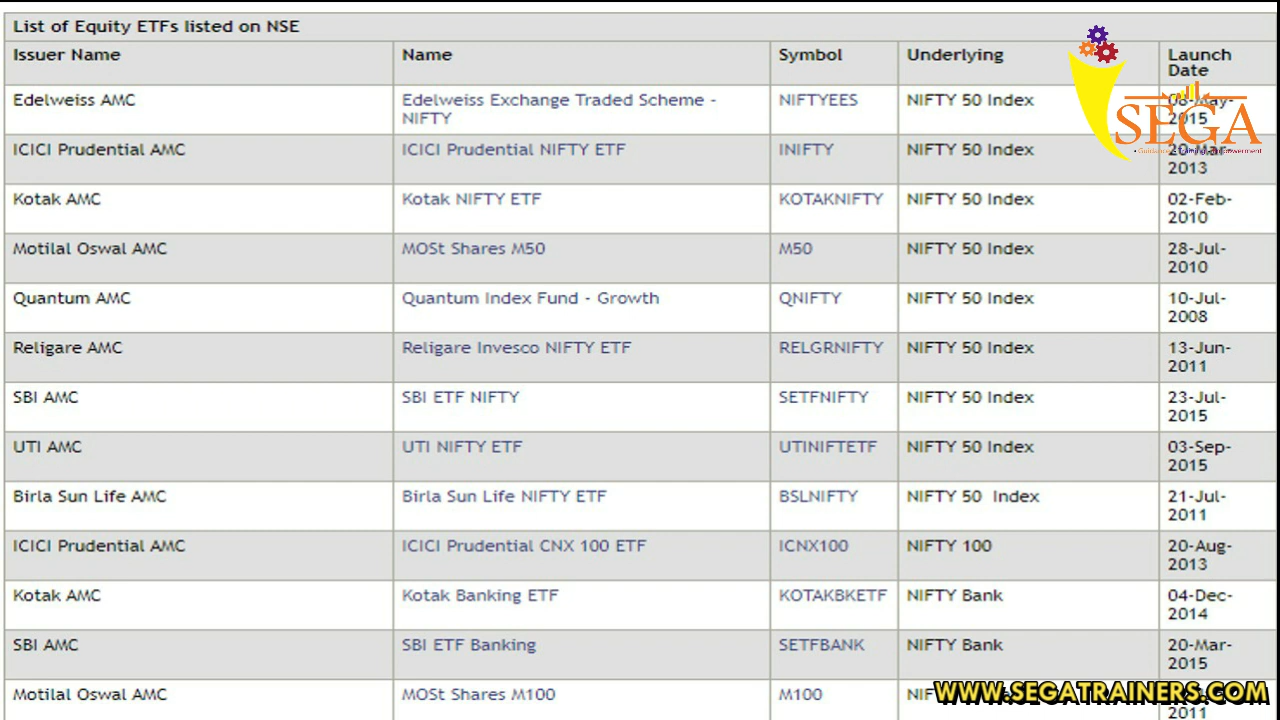 List of Equity ETFs listed on NSE
Issuer Name Name Symbol Underlying Launch Date
Edelweiss AMC Edelweiss Exchange Traded Scheme - NIFTY NIFTYEES NIFTY 50 Index 08-May-2015
ICICI Prudential AMC ICICI Prudential NIFTY ETF INIFTY NIFTY 50 Index 20-Mar-2013
Kotak AMC Kotak NIFTY ETF KOTAKNIFTY NIFTY 50 Index 02-Feb-2010
Motilal Oswal AMC MOSt Shares M50 M50 NIFTY 50 Index 28-Jul-2010
Quantum AMC Quantum Index Fund - Growth QNIFTY NIFTY 50 Index 10-Jul-2008
Religare AMC Religare Invesco NIFTY ETF RELGRNIFTY NIFTY 50 Index 13-Jun-2011
SBI AMC SBI ETF NIFTY SETFNIFTY NIFTY 50 Index 23-Jul-2015
UTI AMC UTI NIFTY ETF UTINIFTETF NIFTY 50 Index 03-Sep-2015
Birla Sun Life AMC Birla Sun Life NIFTY ETF BSLNIFTY NIFTY 50 Index 21-Jul-2011
ICICI Prudential AMC ICICI Prudential CNX 100 ETF ICNX100 NIFTY 100 20-Aug-2013
Kotak AMC Kotak Banking ETF KOTAKBKETF NIFTY Bank 04-Dec-2014
SBI AMC SBI ETF Banking SETFBANK NIFTY Bank 20-Mar-2015
Motilal Oswal AMC MOSt Shares M100 M100 2011
SEGA
WWW.SEGATRAINERS.COM